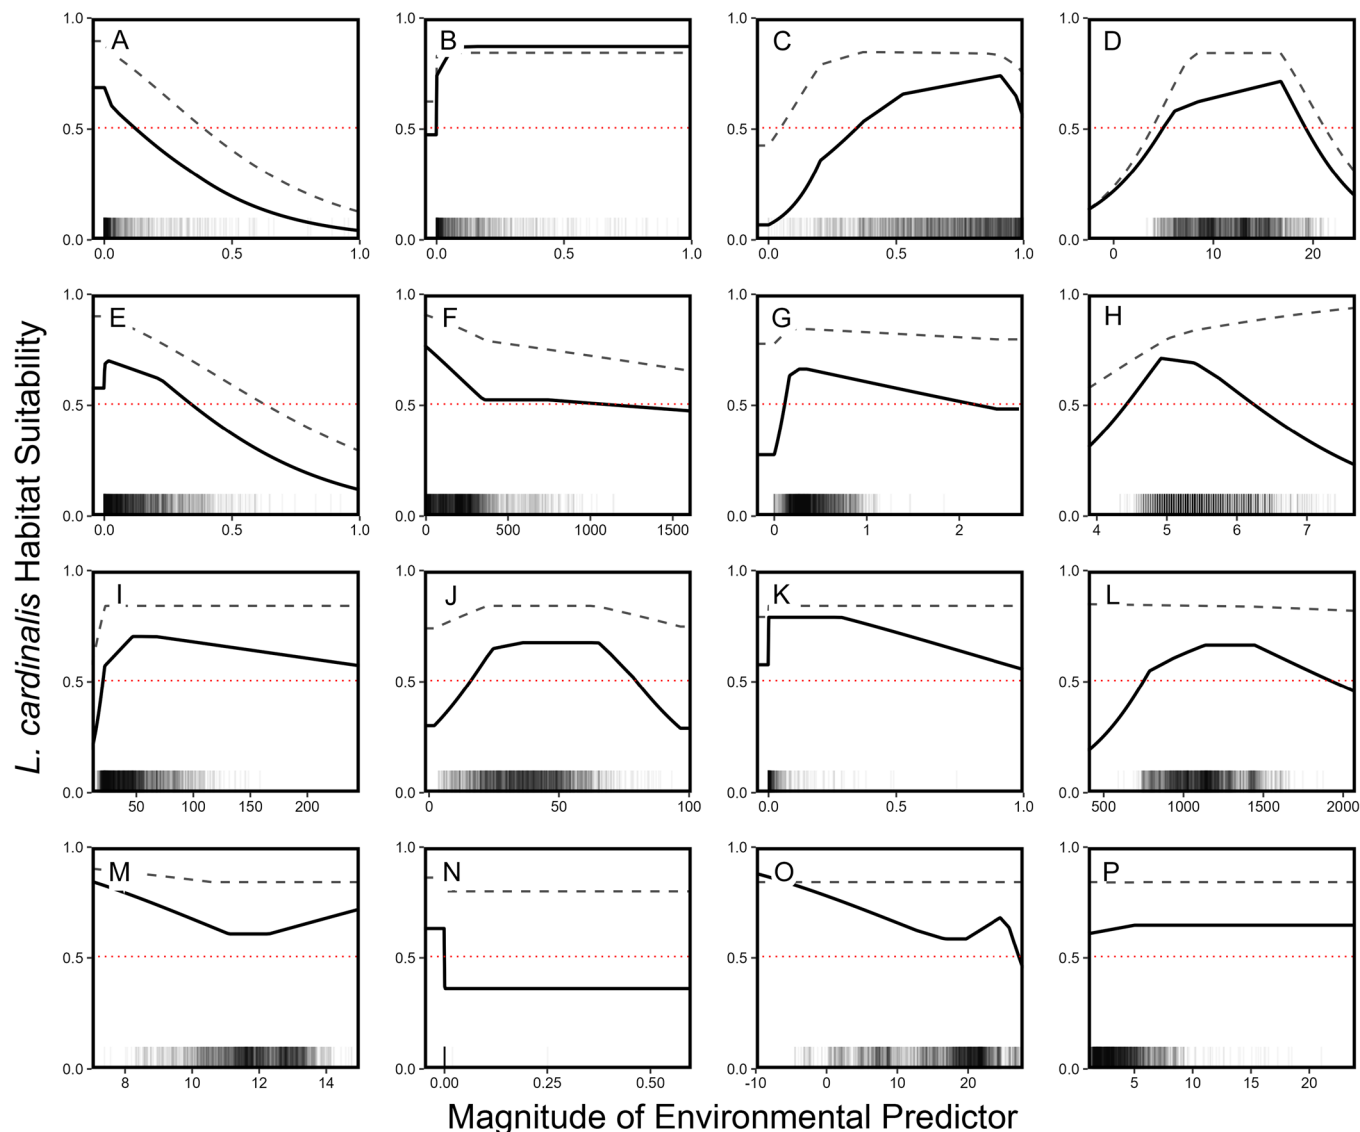 A B C D
1.0 1.0 1.0 1.0
0.5 0.5 0.5 0.5
0.0 0.0 0.0 0.0
0.0 0.5 1.0 0.0 0.5 1.0 0.0 0.5 1.0 0 10 20
E F G H
1.0 1.0 1.0 1.0
0.5 0.5 0.5 0.5
0.0 0.0 0.0 0.0
0.0 0.5 1.0 0 500 1000 1500 0 1 2 4 5 6 7
L. cardinalis Habitat Suitability
I J K L
1.0 1.0 1.0 1.0
0.5 0.5 0.5 0.5
0.0 0.0 0.0 0.0
50 100 150 200 0 50 100 0.0 0.5 1.0 500 1000 1500 2000
M N O P
1.0 1.0 1.0 1.0
0.5 0.5 0.5 0.5
0.0 0.0 0.0 0.0
8 10 12 14 0.00 0.25 0.50 -10 0 10 20 5 10 15 20
Magnitude of Environmental Predictor